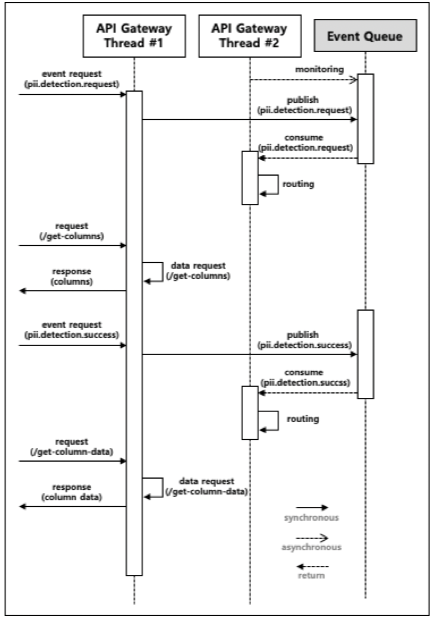 API Gateway
Thread #1
API Gateway
Thread #2
Event Queue
monitoring
event request
(pii.detection.request)
publish
(pii.detection.request)
consume
(pii.detection.request)
routing
request
(/get-columns)
data request
(/get-columns)
response
(columns)
event request
(pii.detection.success)
publish
(pii.detection.success)
consume
(pii.detection.succss)
routing
request
(/get-column-data)
data request
(/get-column-data)
response
(column data)
synchronous
asynchronous
return